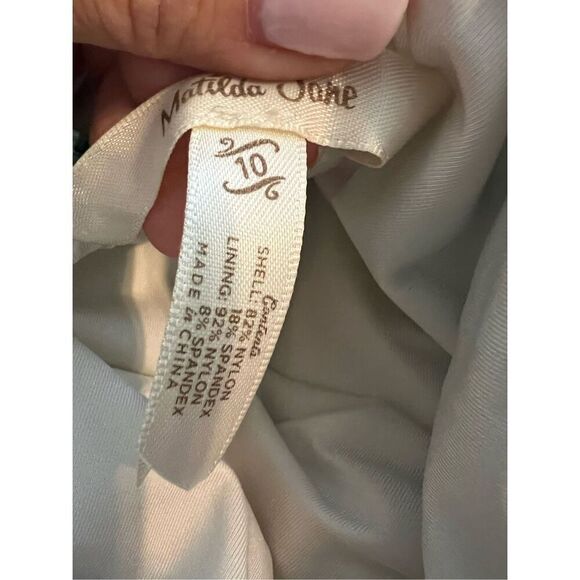 Matilda Jane
10
Contents
SHELL: 82% NYLON
18% SPANDEX
LINING: 92% NYLON
8% SPANDEX
MADE in CHINA